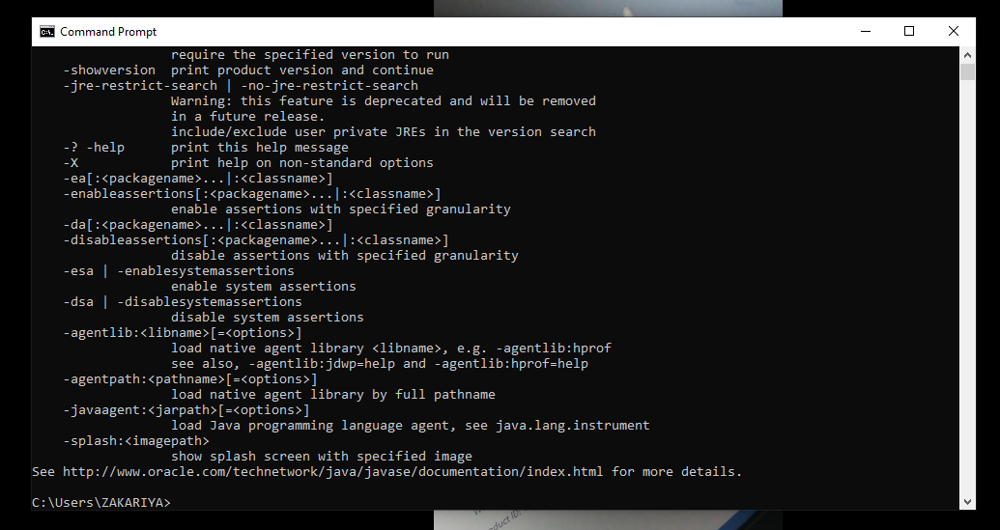 Command Prompt
require the specified version to run
-showversion  print product version and continue
-jre-restrict-search | -no-jre-restrict-search
Warning: this feature is deprecated and will be removed
in a future release.
include/exclude user private JREs in the version search
-? -help      print this help message
-X            print help on non-standard options
-ea[:<packagename>...|:<classname>]
-enableassertions[:<packagename>...|:<classname>]
enable assertions with specified granularity
-da[:<packagename>...|:<classname>]
-disableassertions[:<packagename>...|:<classname>]
disable assertions with specified granularity
-esa | -enablesystemassertions
enable system assertions
-dsa | -disablesystemassertions
disable system assertions
-agentlib:<libname>[=<options>]
load native agent library <libname>, e.g. -agentlib:hprof
see also, -agentlib:jdwp=help and -agentlib:hprof=help
-agentpath:<pathname>[=<options>]
load native agent library by full pathname
-javaagent:<jarpath>[=<options>]
load Java programming language agent, see java.lang.instrument
-splash:<imagepath>
show splash screen with specified image
See http://www.oracle.com/technetwork/java/javase/documentation/index.html for more details.
C:\Users\ZAKARIYA>